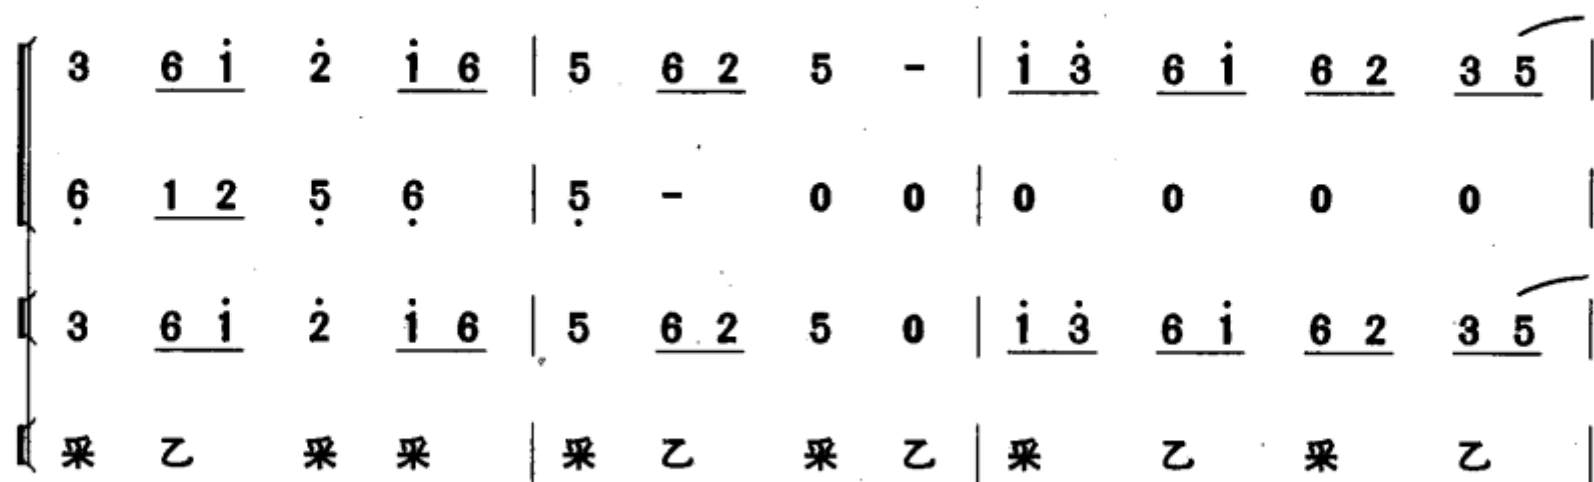 3 6 i̇ 2̇ i̇ 6 | 5 6 2 5 - | i̇ 3̇ 6 i̇ 6 2 3 5 |
6̣ 1 2 5̣ 6̣ | 5̣ - 0 0 | 0 0 0 0 |
3 6 i̇ 2̇ i̇ 6 | 5 6 2 5 0 | i̇ 3̇ 6 i̇ 6 2 3 5 |
采 乙 采 采 | 采 乙 采 乙 | 采 乙 采 乙 |